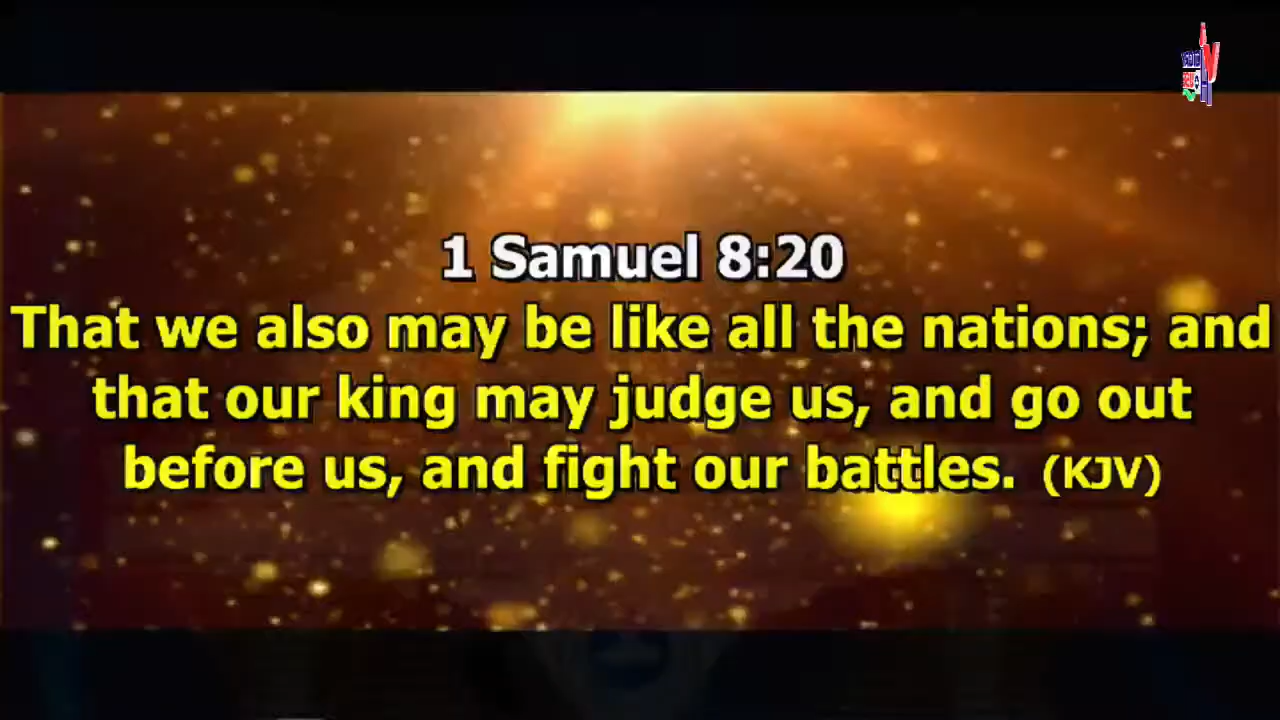 1 Samuel 8:20
That we also may be like all the nations; and
that our king may judge us, and go out
before us, and fight our battles. (KJV)